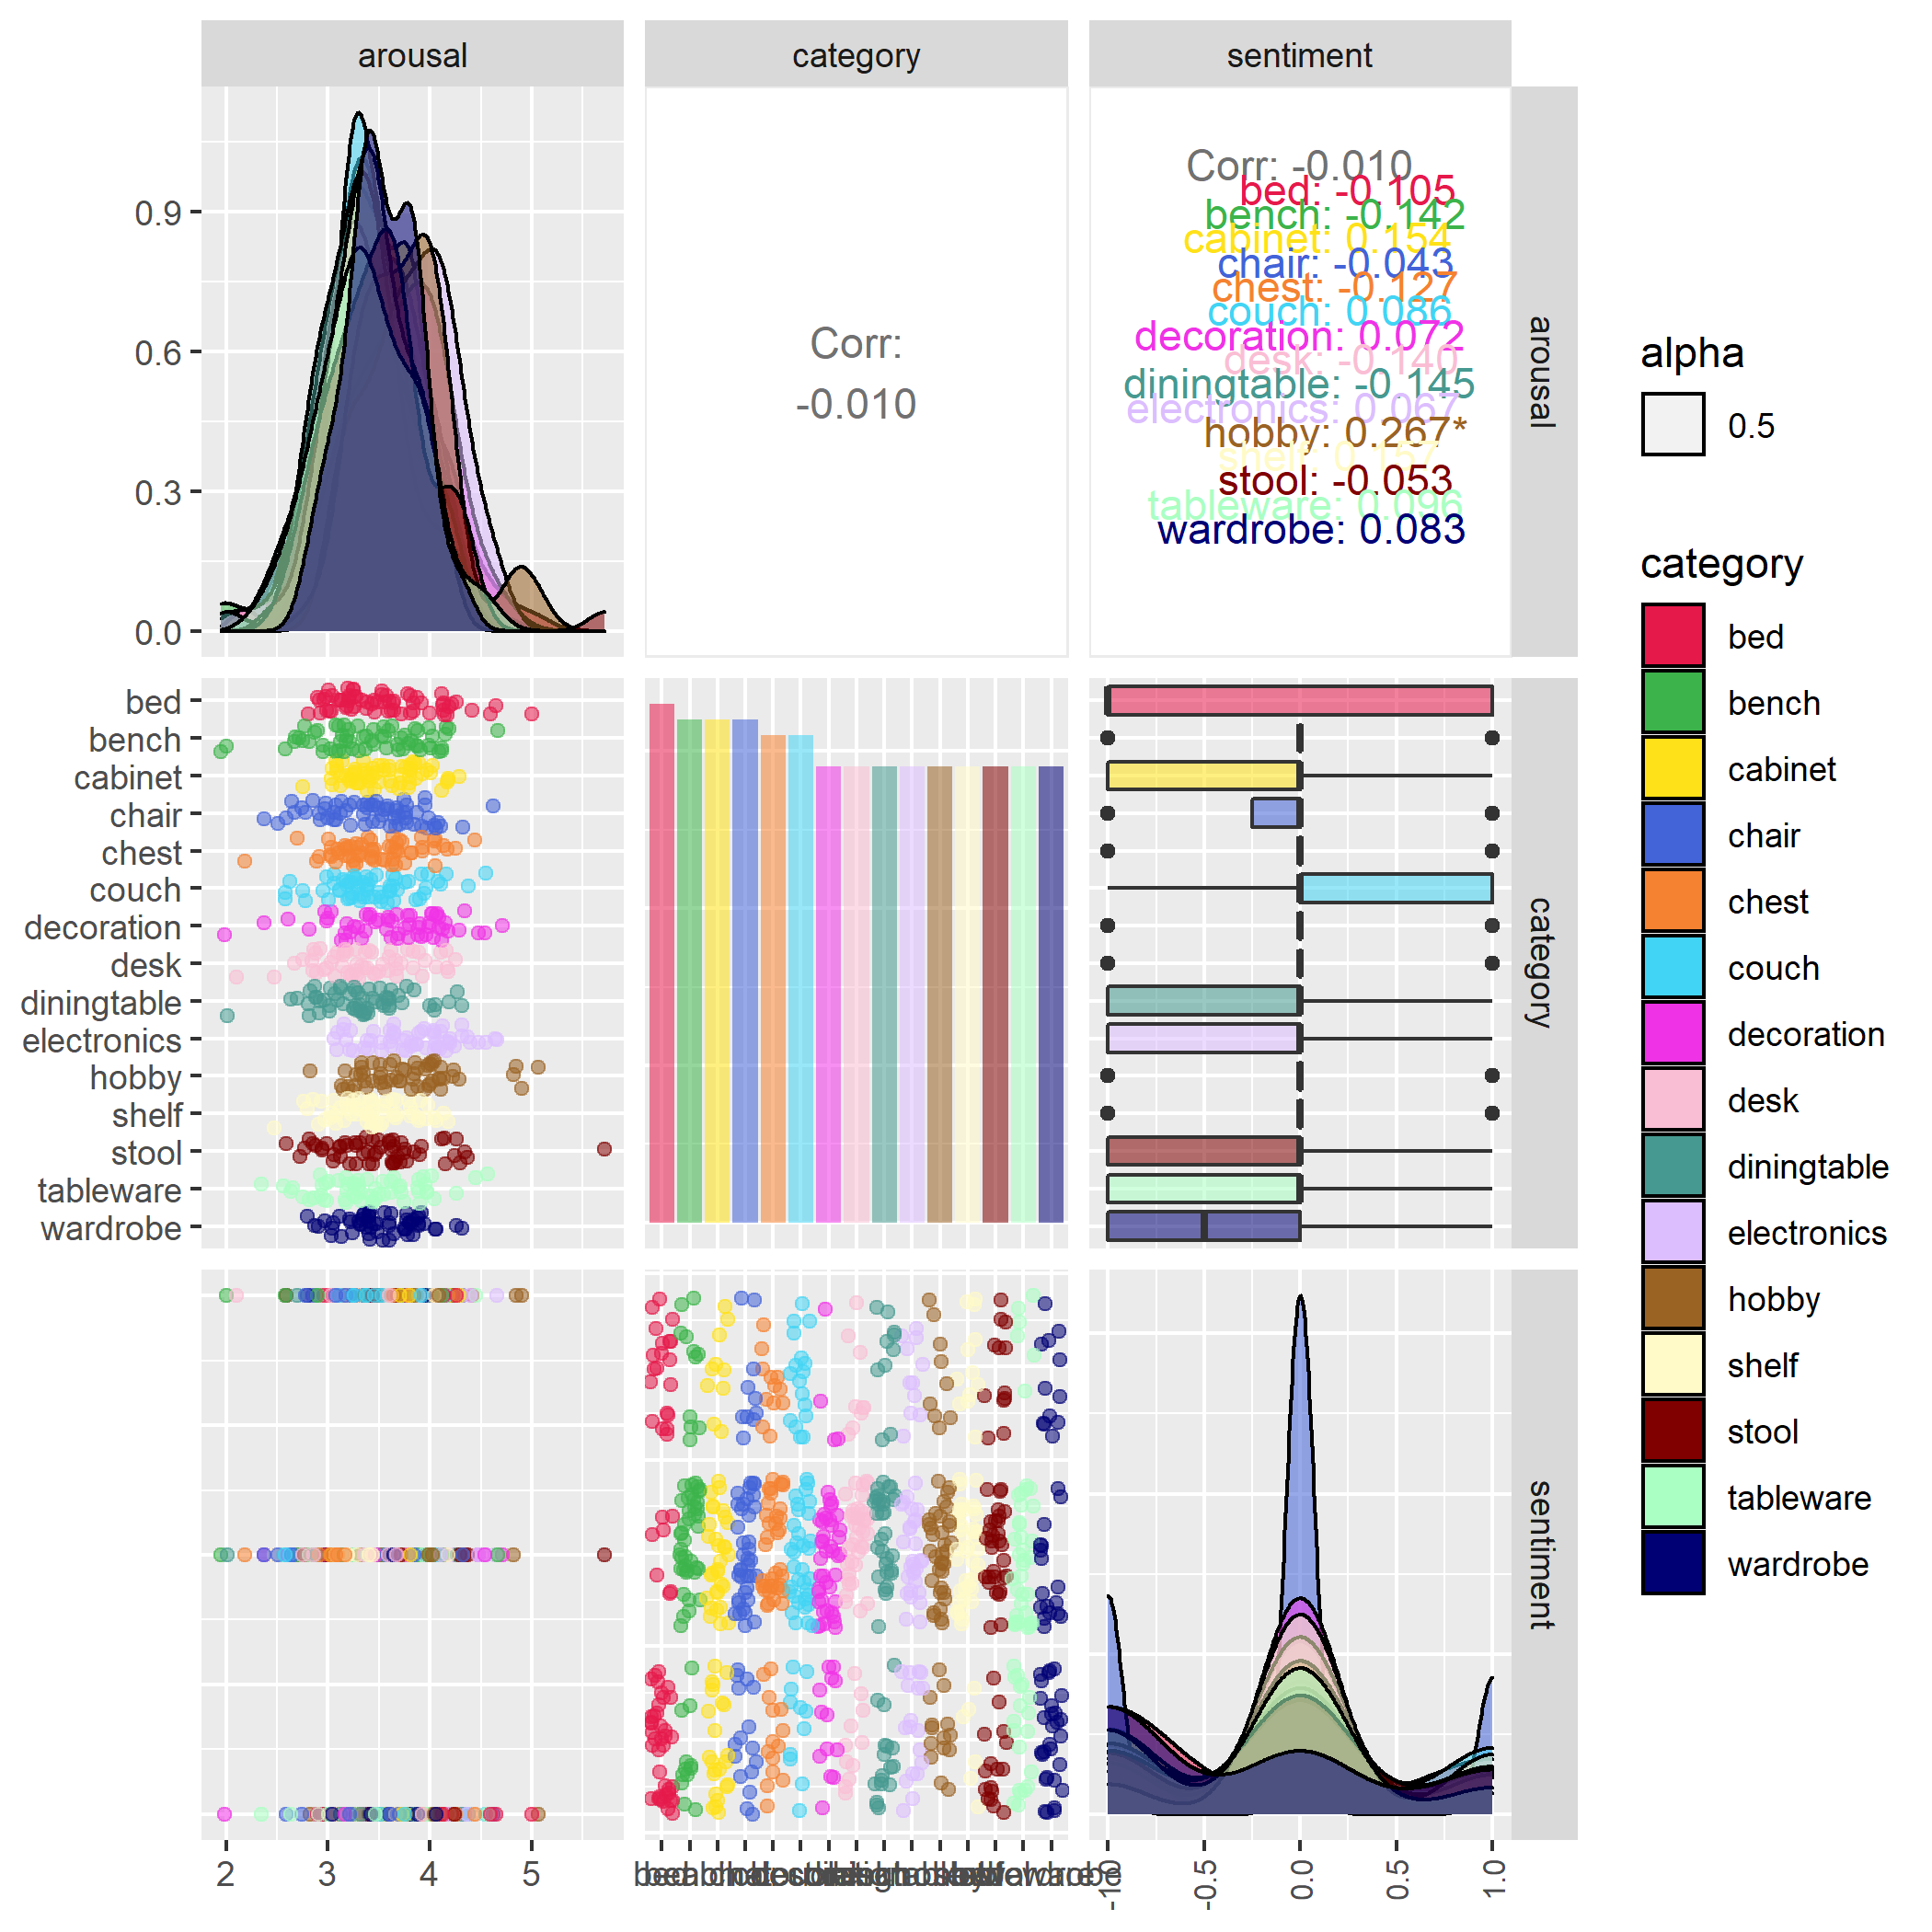 arousal
category
sentiment
0.9
0.6
0.3
0.0
Corr:
-0.010
Corr: -0.010
bed: -0.105
bench: -0.142
cabinet: 0.154
chair: -0.043
chest: -0.127
couch: 0.086
decoration: 0.072
desk: -0.140
diningtable: -0.145
electronics: 0.067
hobby: 0.267*
shelf: 0.157
stool: -0.053
tableware: 0.096
wardrobe: 0.083
arousal
bed
bench
cabinet
chair
chest
couch
decoration
desk
diningtable
electronics
hobby
shelf
stool
tableware
wardrobe
category
sentiment
2
3
4
5
-1.0
-0.5
0.0
0.5
1.0
alpha
0.5
category
bed
bench
cabinet
chair
chest
couch
decoration
desk
diningtable
electronics
hobby
shelf
stool
tableware
wardrobe